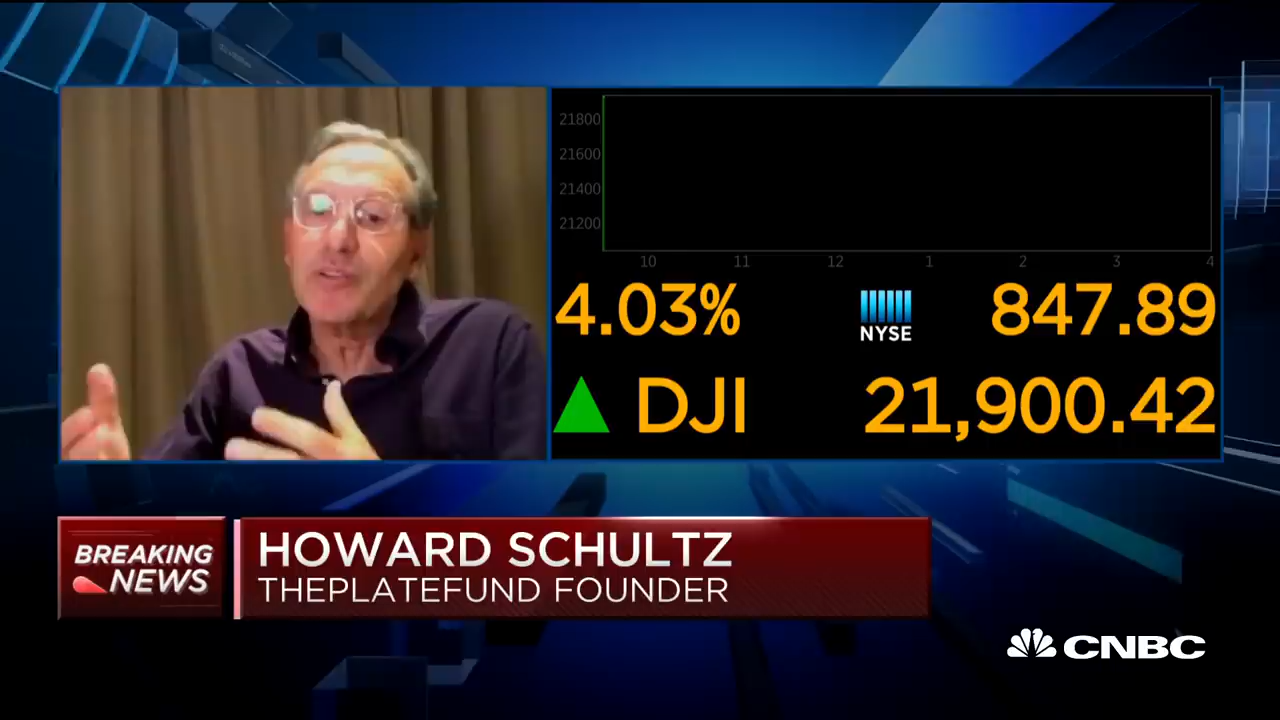 21800
21600
21400
21200
10 11 12 1 2 3 4
4.03% NYSE 847.89
DJI 21,900.42
BREAKING
NEWS
HOWARD SCHULTZ
THEPLATEFUND FOUNDER
CNBC